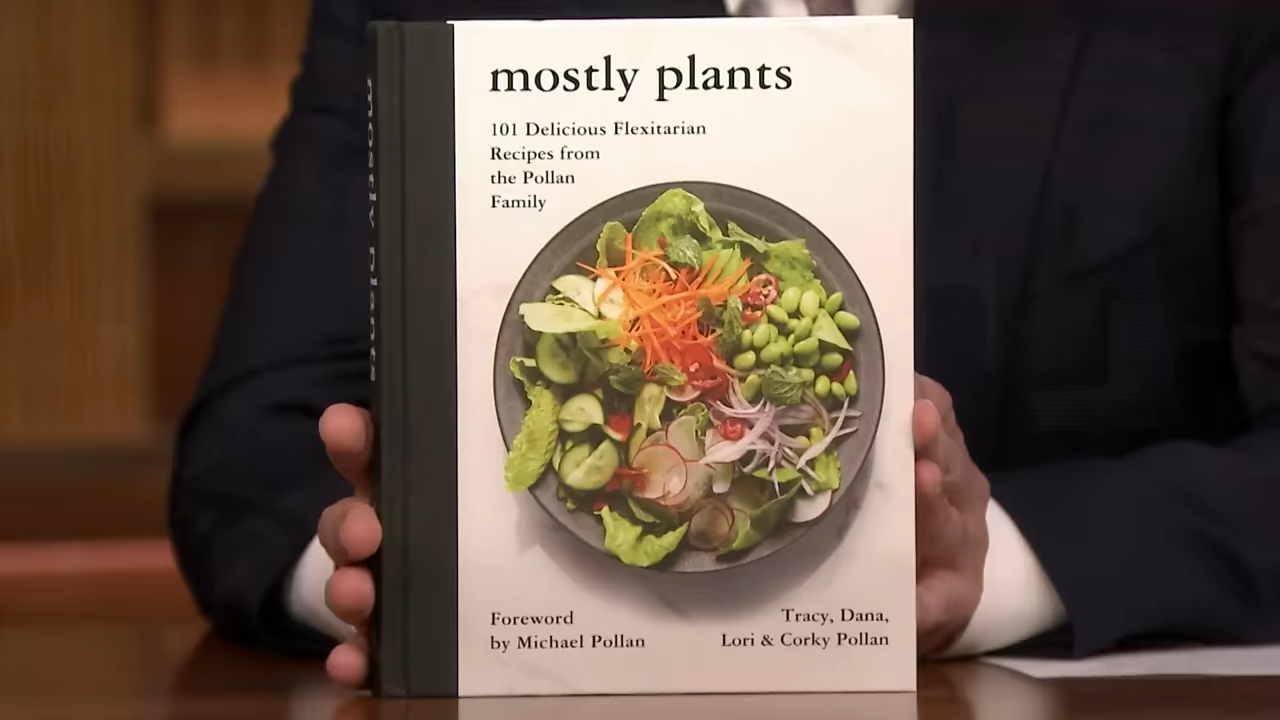 mostly plants
101 Delicious Flexitarian
Recipes from
the Pollan
Family
Foreword
by Michael Pollan
Tracy, Dana,
Lori & Corky Pollan
mostly plants